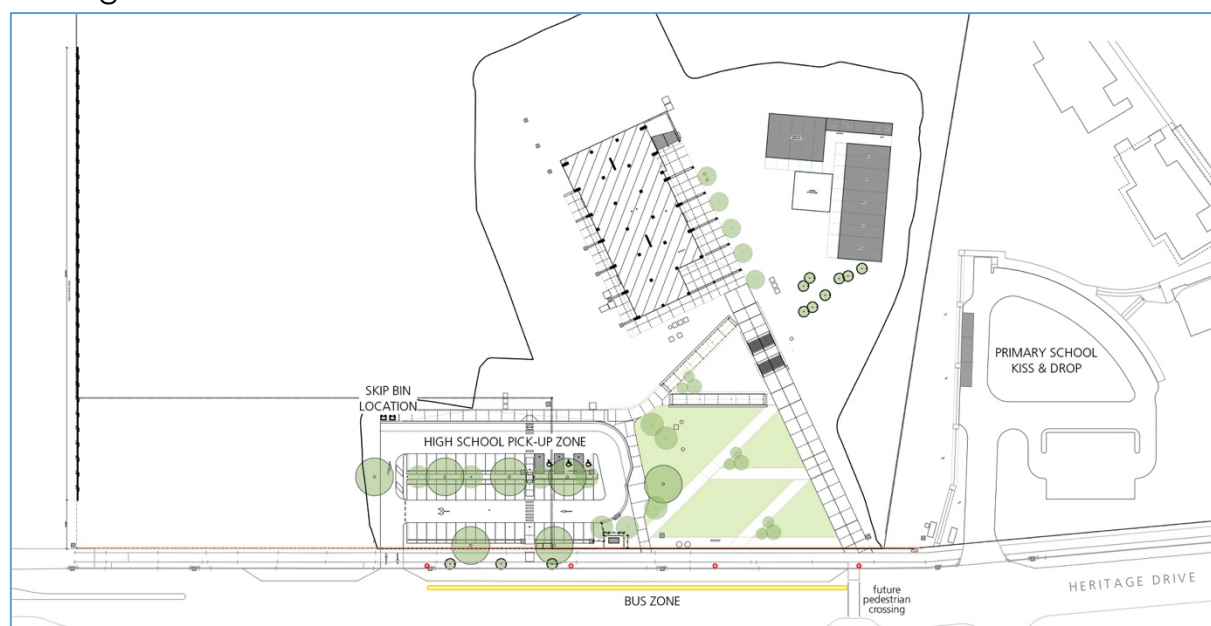 SKIP BIN
LOCATION
HIGH SCHOOL PICK-UP ZONE
PRIMARY SCHOOL
KISS & DROP
HERITAGE DRIVE
BUS ZONE
future
pedestrian
crossing